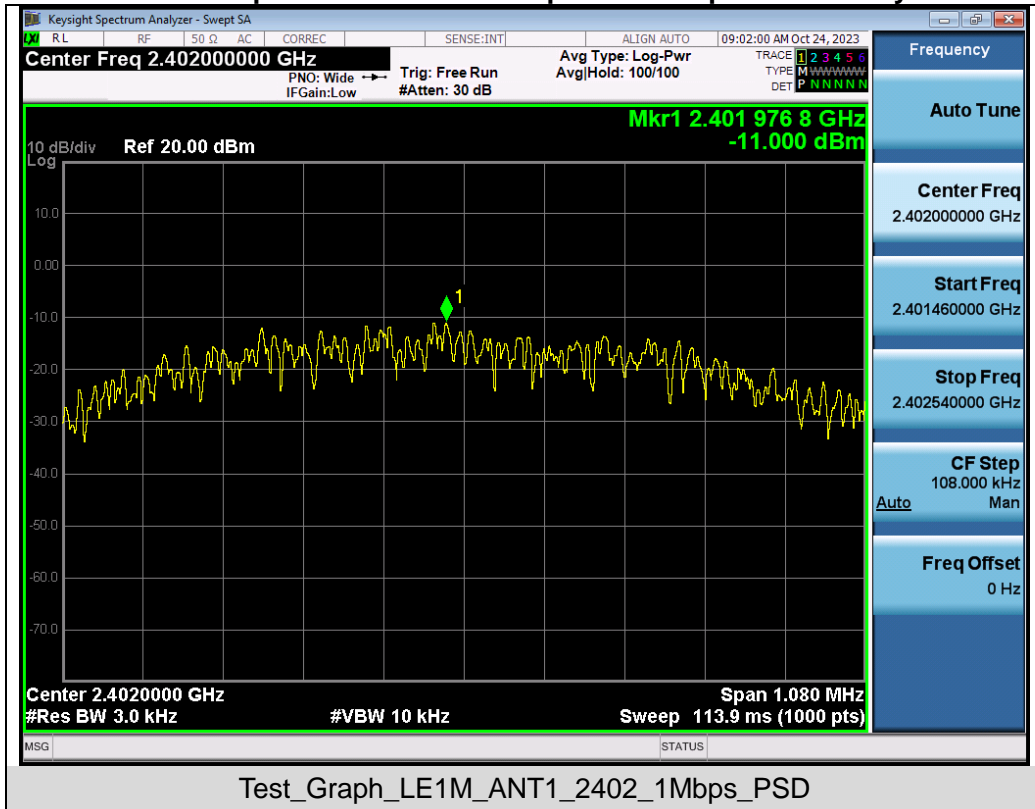 Keysight Spectrum Analyzer - Swept SA
LXI RL RF 50 Ω AC CORREC SENSE:INT ALIGN AUTO 09:02:00 AM Oct 24, 2023
Center Freq 2.402000000 GHz
PNO: Wide
IFGain:Low
Trig: Free Run
#Atten: 30 dB
Avg Type: Log-Pwr
Avg|Hold: 100/100
TRACE 1 2 3 4 5 6
TYPE M WWWWW
DET P N N N N N
Mkr1 2.401 976 8 GHz
-11.000 dBm
10 dB/div Ref 20.00 dBm
Log
10.0
0.00
-10.0
-20.0
-30.0
-40.0
-50.0
-60.0
-70.0
1
Center 2.4020000 GHz Span 1.080 MHz
#Res BW 3.0 kHz #VBW 10 kHz Sweep 113.9 ms (1000 pts)
MSG STATUS
Frequency
Auto Tune
Center Freq
2.402000000 GHz
Start Freq
2.401460000 GHz
Stop Freq
2.402540000 GHz
CF Step
108.000 kHz
Auto Man
Freq Offset
0 Hz
Test_Graph_LE1M_ANT1_2402_1Mbps_PSD